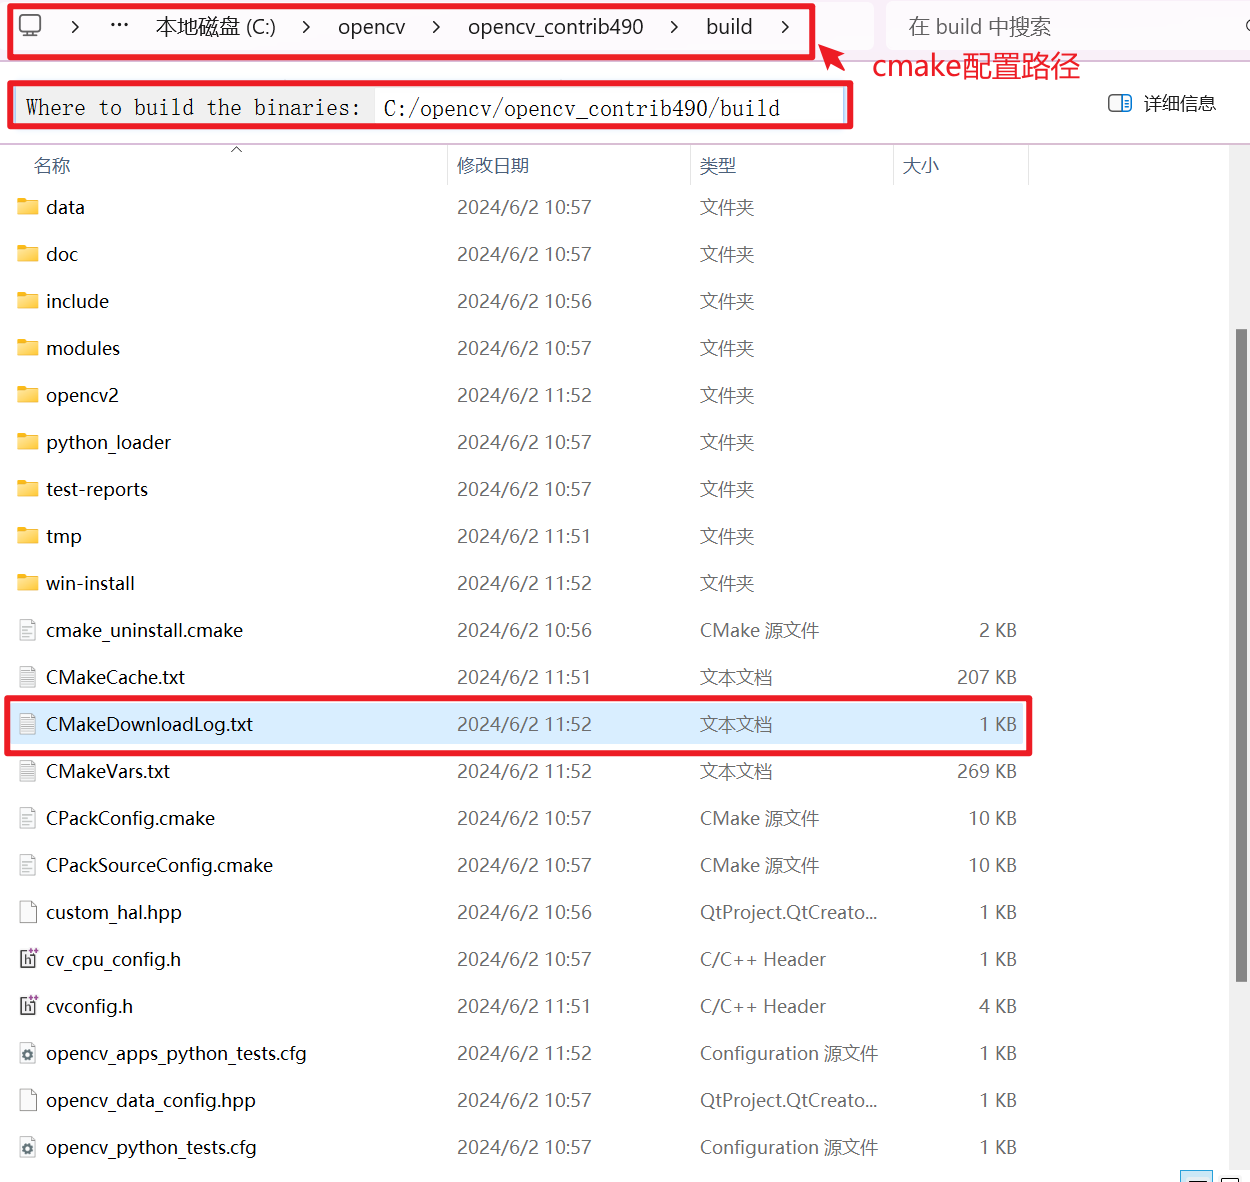 ··· 本地磁盘 (C:) > opencv > opencv_contrib490 > build > 在 build 中搜索
cmake配置路径
Where to build the binaries: C:/opencv/opencv_contrib490/build
详细信息
名称 修改日期 类型 大小
data 2024/6/2 10:57 文件夹
doc 2024/6/2 10:57 文件夹
include 2024/6/2 10:56 文件夹
modules 2024/6/2 10:57 文件夹
opencv2 2024/6/2 11:52 文件夹
python_loader 2024/6/2 10:57 文件夹
test-reports 2024/6/2 10:57 文件夹
tmp 2024/6/2 11:51 文件夹
win-install 2024/6/2 11:52 文件夹
cmake_uninstall.cmake 2024/6/2 10:56 CMake 源文件 2 KB
CMakeCache.txt 2024/6/2 11:51 文本文档 207 KB
CMakeDownloadLog.txt 2024/6/2 11:52 文本文档 1 KB
CMakeVars.txt 2024/6/2 11:52 文本文档 269 KB
CPackConfig.cmake 2024/6/2 10:57 CMake 源文件 10 KB
CPackSourceConfig.cmake 2024/6/2 10:57 CMake 源文件 10 KB
custom_hal.hpp 2024/6/2 10:56 QtProject.QtCreato... 1 KB
cv_cpu_config.h 2024/6/2 10:57 C/C++ Header 1 KB
cvconfig.h 2024/6/2 11:51 C/C++ Header 4 KB
opencv_apps_python_tests.cfg 2024/6/2 11:52 Configuration 源文件 1 KB
opencv_data_config.hpp 2024/6/2 10:57 QtProject.QtCreato... 1 KB
opencv_python_tests.cfg 2024/6/2 10:57 Configuration 源文件 1 KB